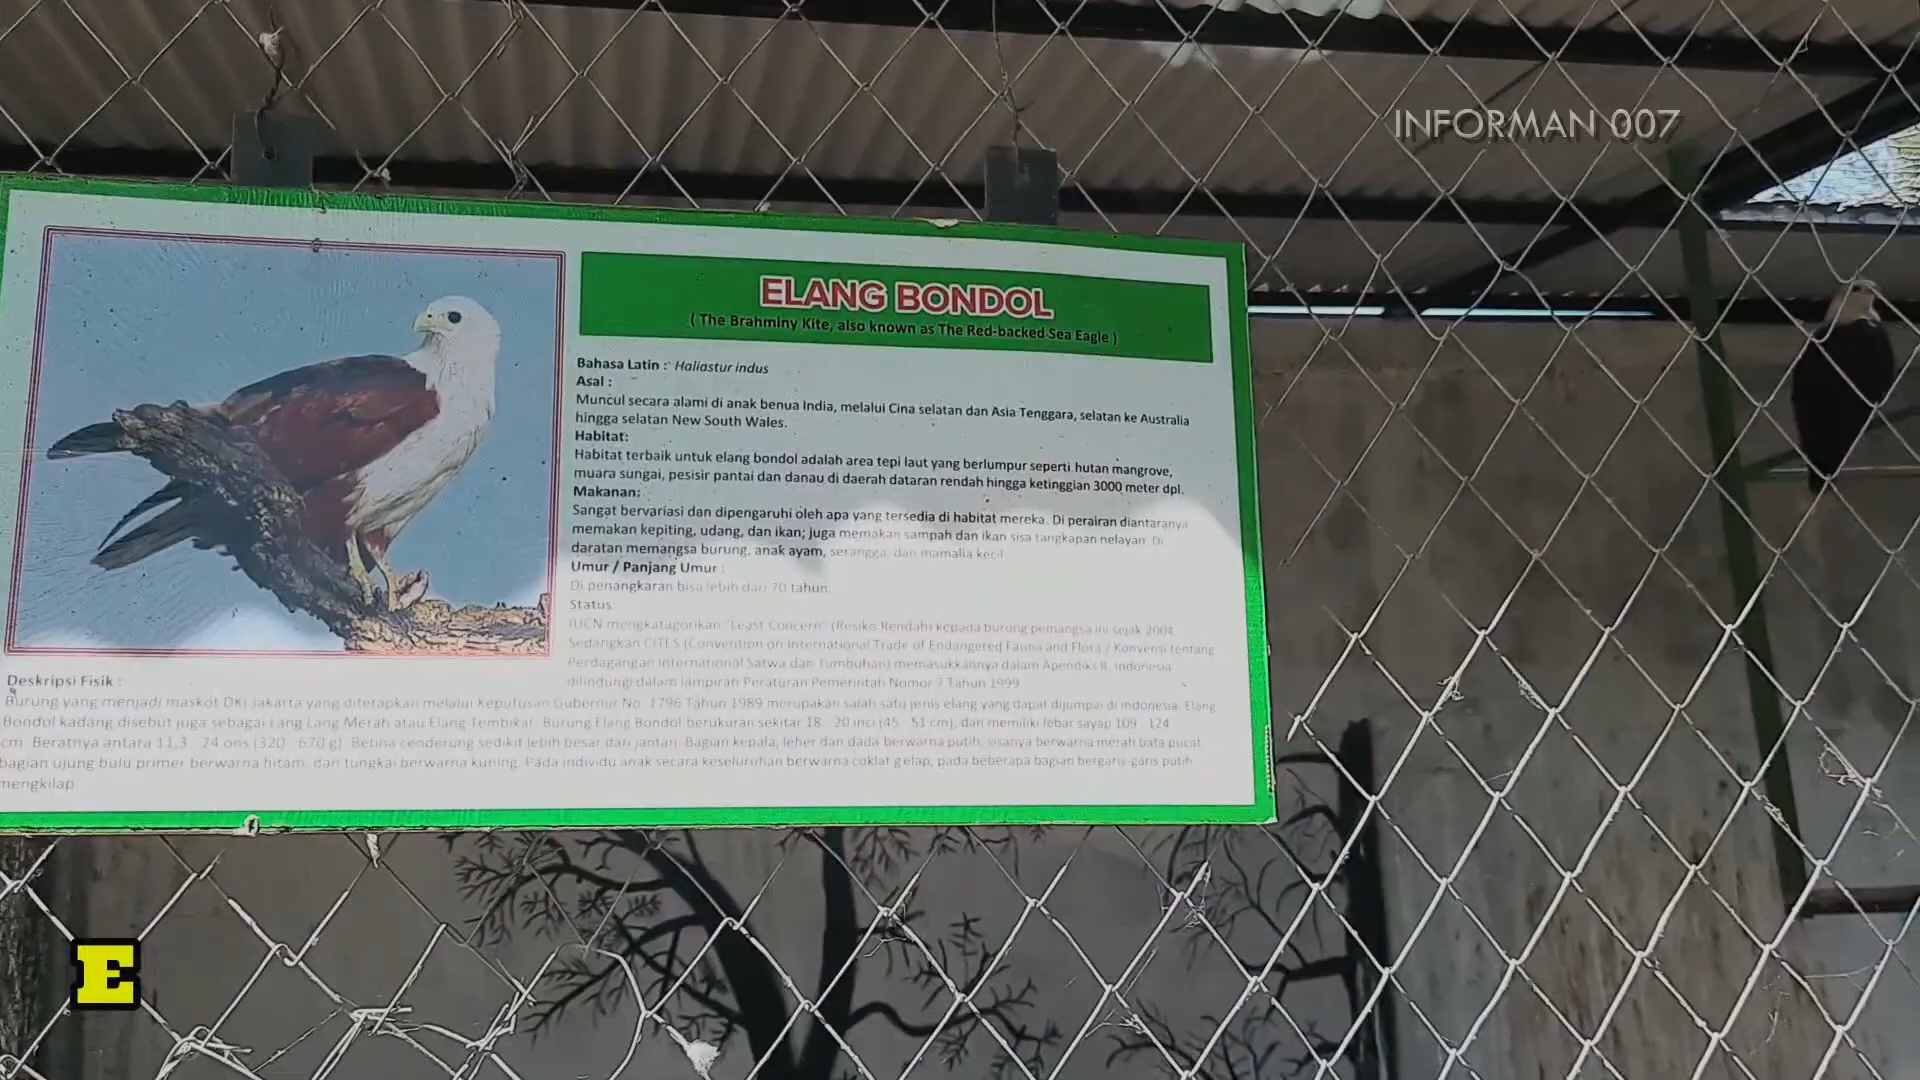 INFORMAN 007
ELANG BONDOL
( The Brahminy Kite, also known as The Red-backed Sea Eagle )
Bahasa Latin : Haliastur indus
Asal :
Muncul secara alami di anak benua India, melalui Cina selatan dan Asia Tenggara, selatan ke Australia
hingga selatan New South Wales.
Habitat:
Habitat terbaik untuk elang bondol adalah area tepi laut yang berlumpur seperti hutan mangrove,
muara sungai, pesisir pantai dan danau di daerah dataran rendah hingga ketinggian 3000 meter dpl.
Makanan:
Sangat bervariasi dan dipengaruhi oleh apa yang tersedia di habitat mereka. Di perairan diantaranya
memakan kepiting, udang, dan ikan; juga memakan sampah dan ikan sisa tangkapan nelayan. Di
daratan memangsa burung, anak ayam, serangga, dan mamalia kecil
Umur / Panjang Umur :
Di penangkaran bisa lebih dari 70 tahun.
Status:
IUCN mengkatagorikan "Least Concern" (Resiko Rendah) kepada burung pemangsa ini sejak 2004
Sedangkan CITES (Convention on International Trade of Endangered Fauna and Flora / Konvensi tentang
Perdagangan International Satwa dan Tumbuhan) memasukkannya dalam Apendiks II. Indonesia
dilindungi dalam lampiran Peraturan Pemerintah Nomor 7 Tahun 1999
Deskripsi Fisik :
Burung yang menjadi maskot DKI Jakarta yang ditetapkan melalui Keputusan Gubernur No. 1796 Tahun 1989 merupakan salah satu jenis elang yang dapat dijumpai di Indonesia. Elang
Bondol kadang disebut juga sebagai Lang Lang Merah atau Elang Tembikar. Burung Elang Bondol berukuran sekitar 18 - 20 inci (45 - 51 cm), dan memiliki lebar sayap 109 - 124
cm. Beratnya antara 11,3 - 24 ons (320 - 670 g). Betina cenderung sedikit lebih besar dari jantan. Bagian kepala, leher dan dada berwarna putih, sisanya berwarna merah bata pucat,
bagian ujung bulu primer berwarna hitam, dan tungkai berwarna kuning. Pada individu anak secara keseluruhan berwarna coklat gelap, pada beberapa bagian bergaris-garis putih
mengkilap
E